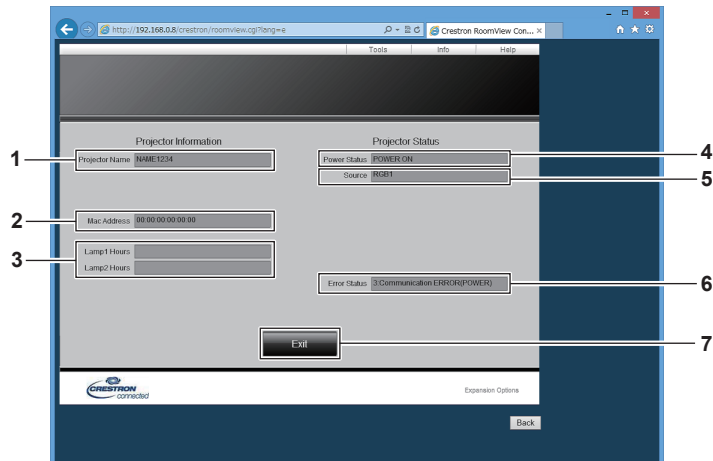 http://192.168.0.8/crestron/roomview.cgi?lang=e
Crestron RoomView Con...
Tools Info Help
Projector Information
Projector Status
1
Projector Name NAME1234
Power Status POWER ON
4
Source RGB1
5
2
Mac Address 00:00:00:00:00:00
3
Lamp1 Hours
Lamp2 Hours
Error Status 3:Communication ERROR(POWER)
6
Exit
7
CRESTRON
connected
Expansion Options
Back